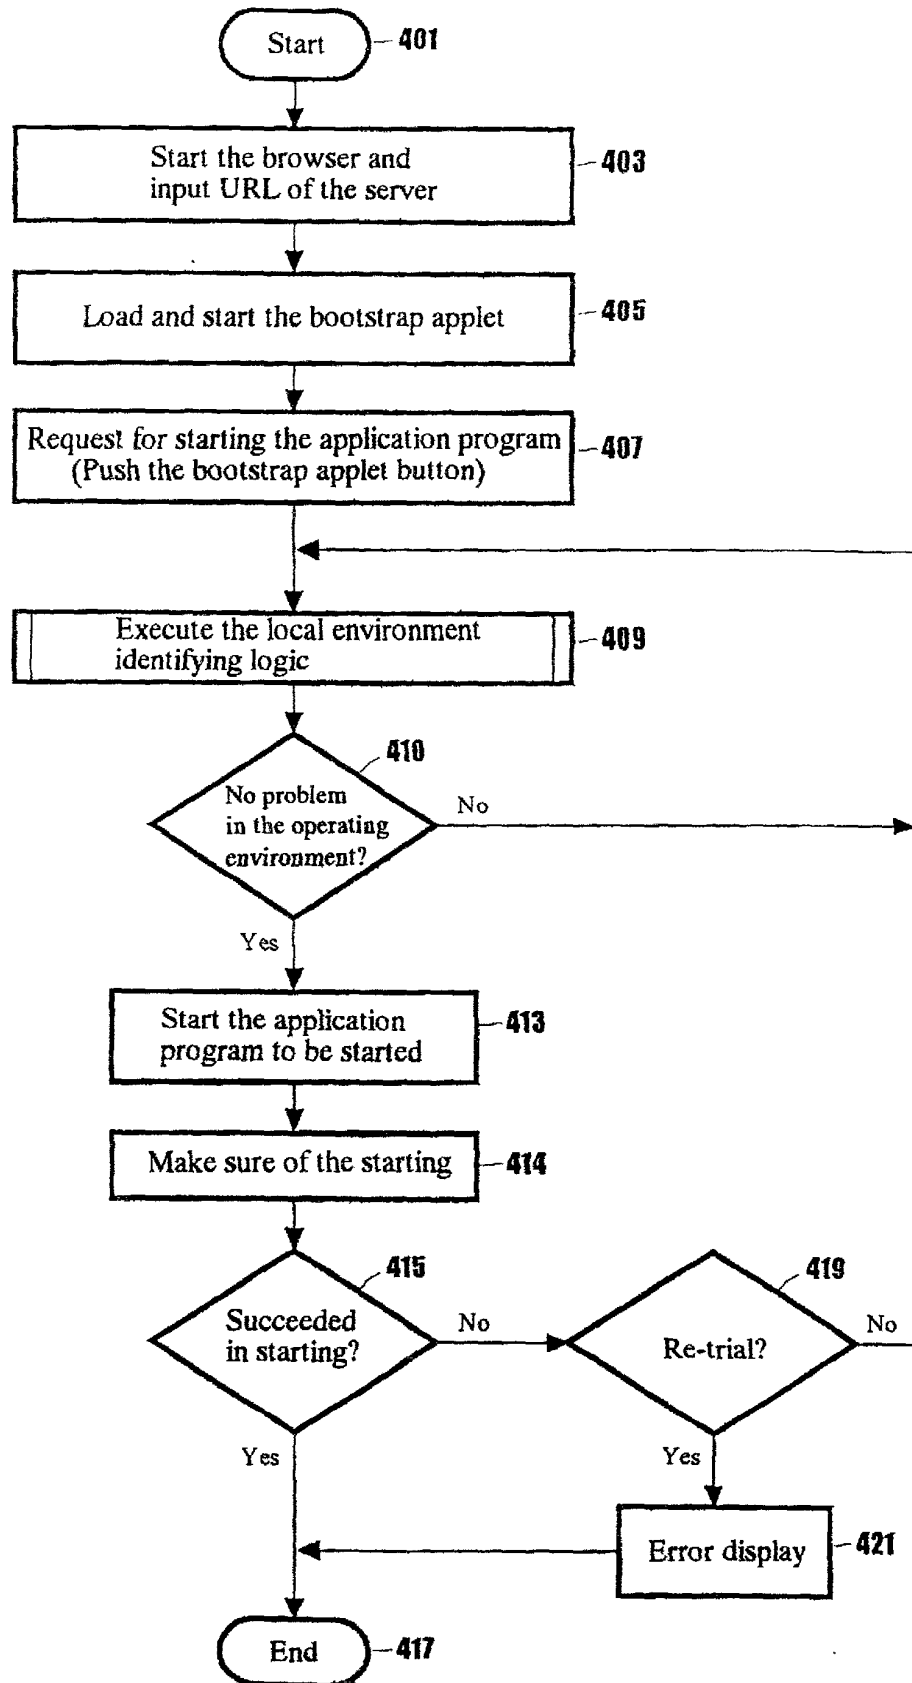 Start
401
Start the browser and
input URL of the server
403
Load and start the bootstrap applet
405
Request for starting the application program
(Push the bootstrap applet button)
407
Execute the local environment
identifying logic
409
410
No problem
in the operating
environment?
No
Yes
Start the application
program to be started
413
Make sure of the starting
414
415
Succeeded
in starting?
No
419
Re-trial?
No
Yes
Yes
Error display
421
End
417